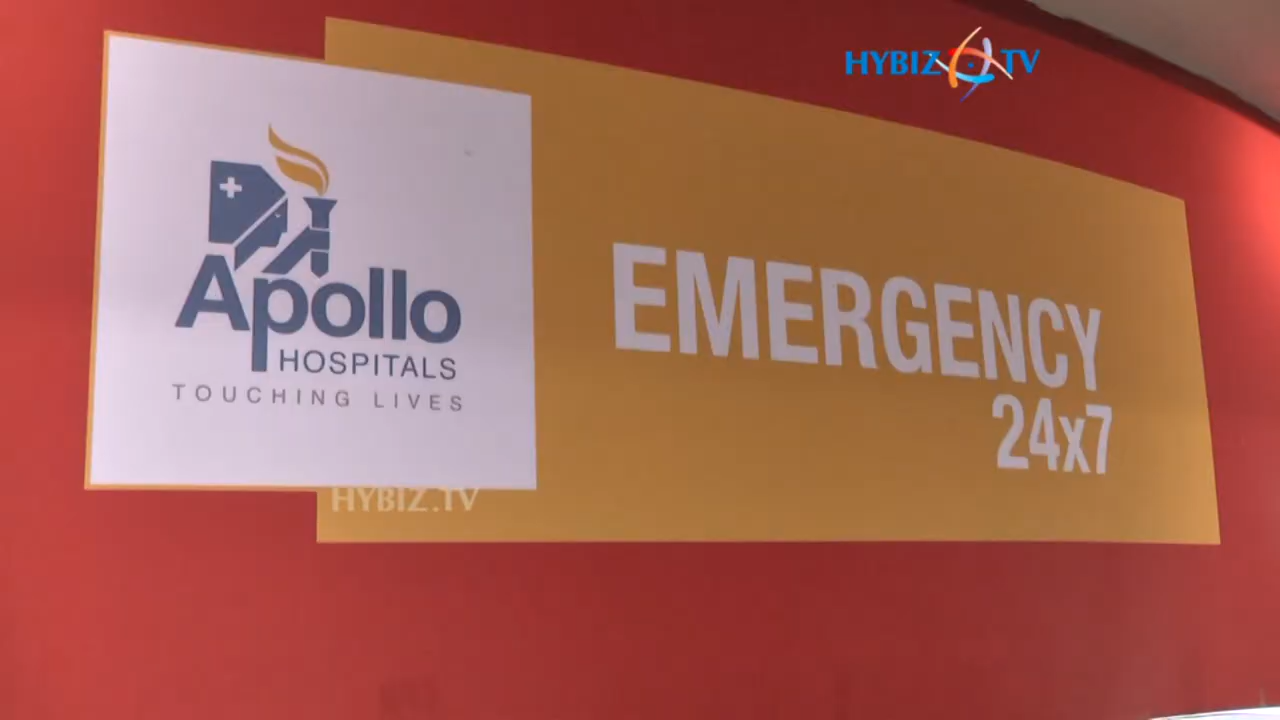 HYBIZ TV
Apollo
HOSPITALS
TOUCHING LIVES
EMERGENCY
24x7
HYBIZ.TV